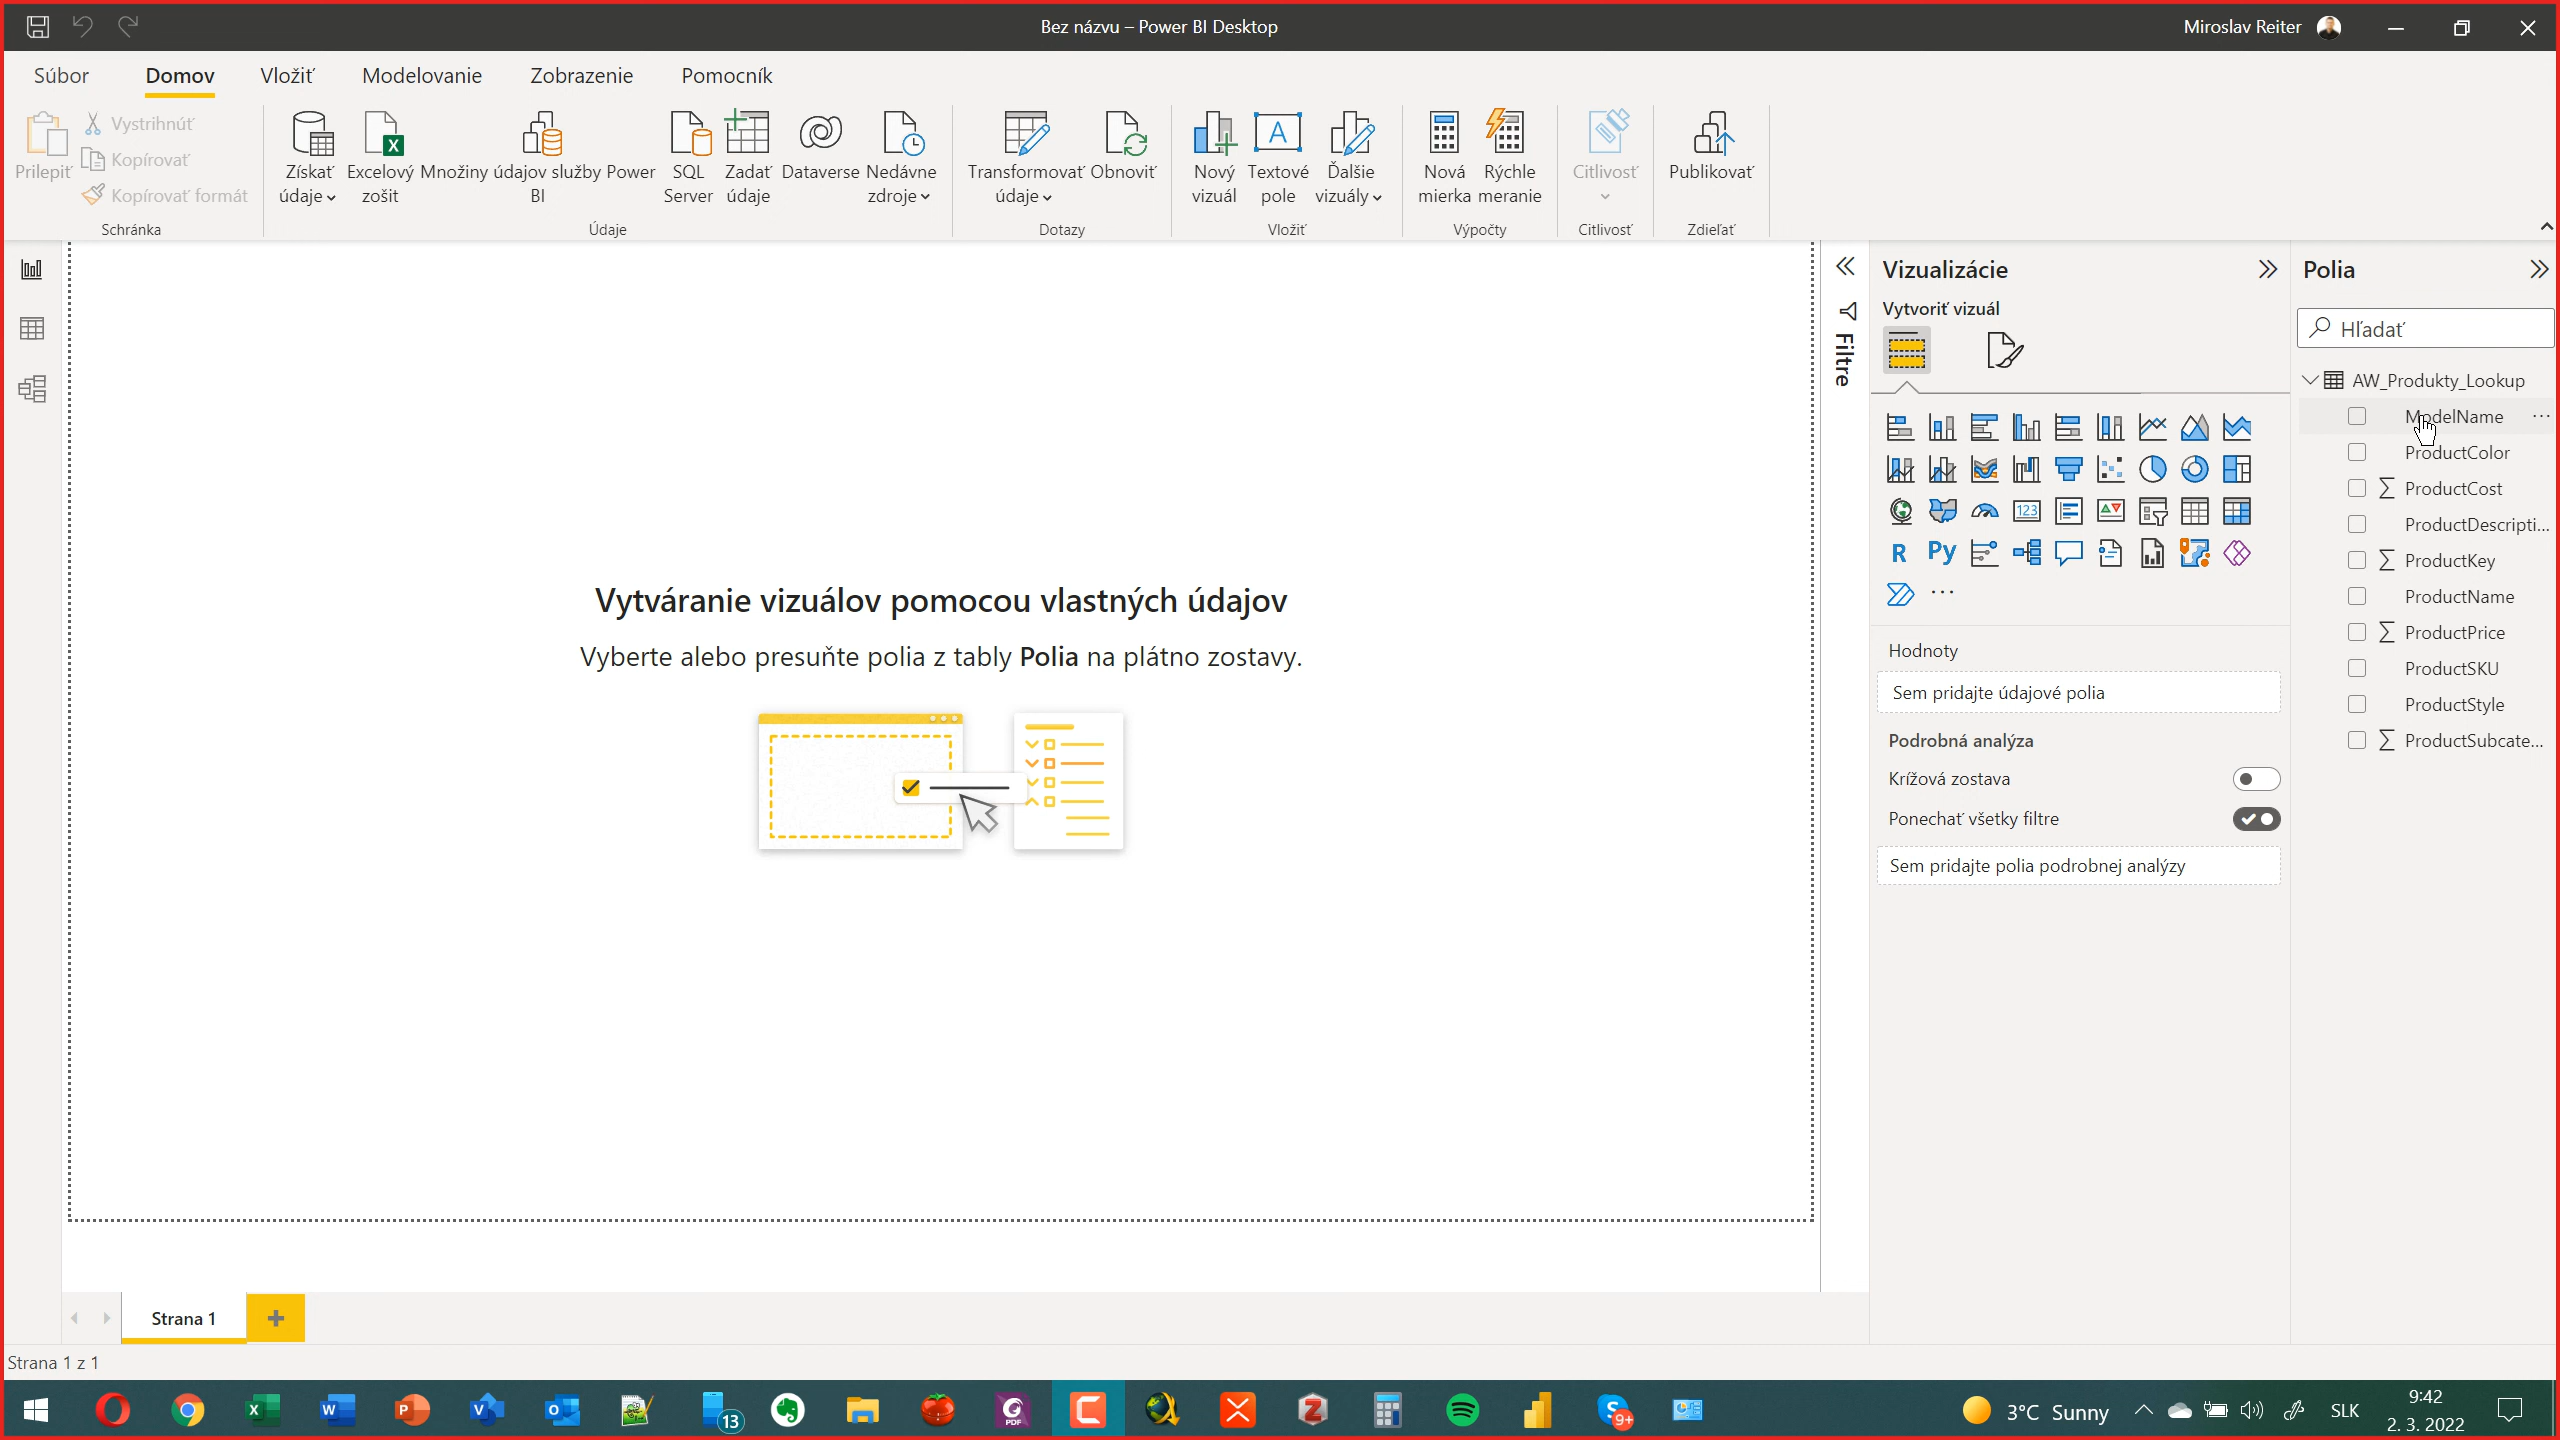 Bez názvu – Power BI Desktop
Miroslav Reiter
Súbor
Domov
Vložiť
Modelovanie
Zobrazenie
Pomocník
Prilepiť
Vystrihnúť
Kopírovať
Kopírovať formát
Schránka
Získať
údaje
Excelový
zošit
Množiny údajov služby Power
BI
SQL
Server
Zadať
údaje
Dataverse
Nedávne
zdroje
Údaje
Transformovať
údaje
Obnoviť
Dotazy
Nový
vizuál
Textové
pole
Ďalšie
vizuály
Vložiť
Nová
mierka
Rýchle
meranie
Výpočty
Citlivosť
Citlivosť
Publikovať
Zdieľať
Vytváranie vizuálov pomocou vlastných údajov
Vyberte alebo presuňte polia z tably Polia na plátno zostavy.
Filtre
Vizualizácie
Vytvoriť vizuál
123
R
Py
Hodnoty
Sem pridajte údajové polia
Podrobná analýza
Krížová zostava
Ponechať všetky filtre
Sem pridajte polia podrobnej analýzy
Polia
Hľadať
AW_Produkty_Lookup
ModelName
ProductColor
ProductCost
ProductDescripti...
ProductKey
ProductName
ProductPrice
ProductSKU
ProductStyle
ProductSubcate...
Strana 1
Strana 1 z 1
13
PDF
9+
3°C Sunny
SLK
9:42
2. 3. 2022